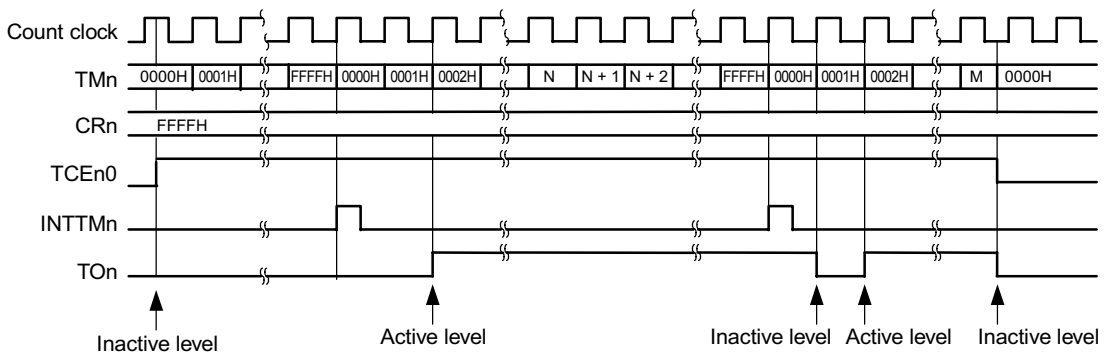 Count clock
TMn 0000H 0001H FFFFH 0000H 0001H 0002H N N + 1 N + 2 FFFFH 0000H 0001H 0002H M 0000H
CRn FFFFH
TCEn0
INTTMn
TOn
Inactive level Active level Inactive level Active level Inactive level